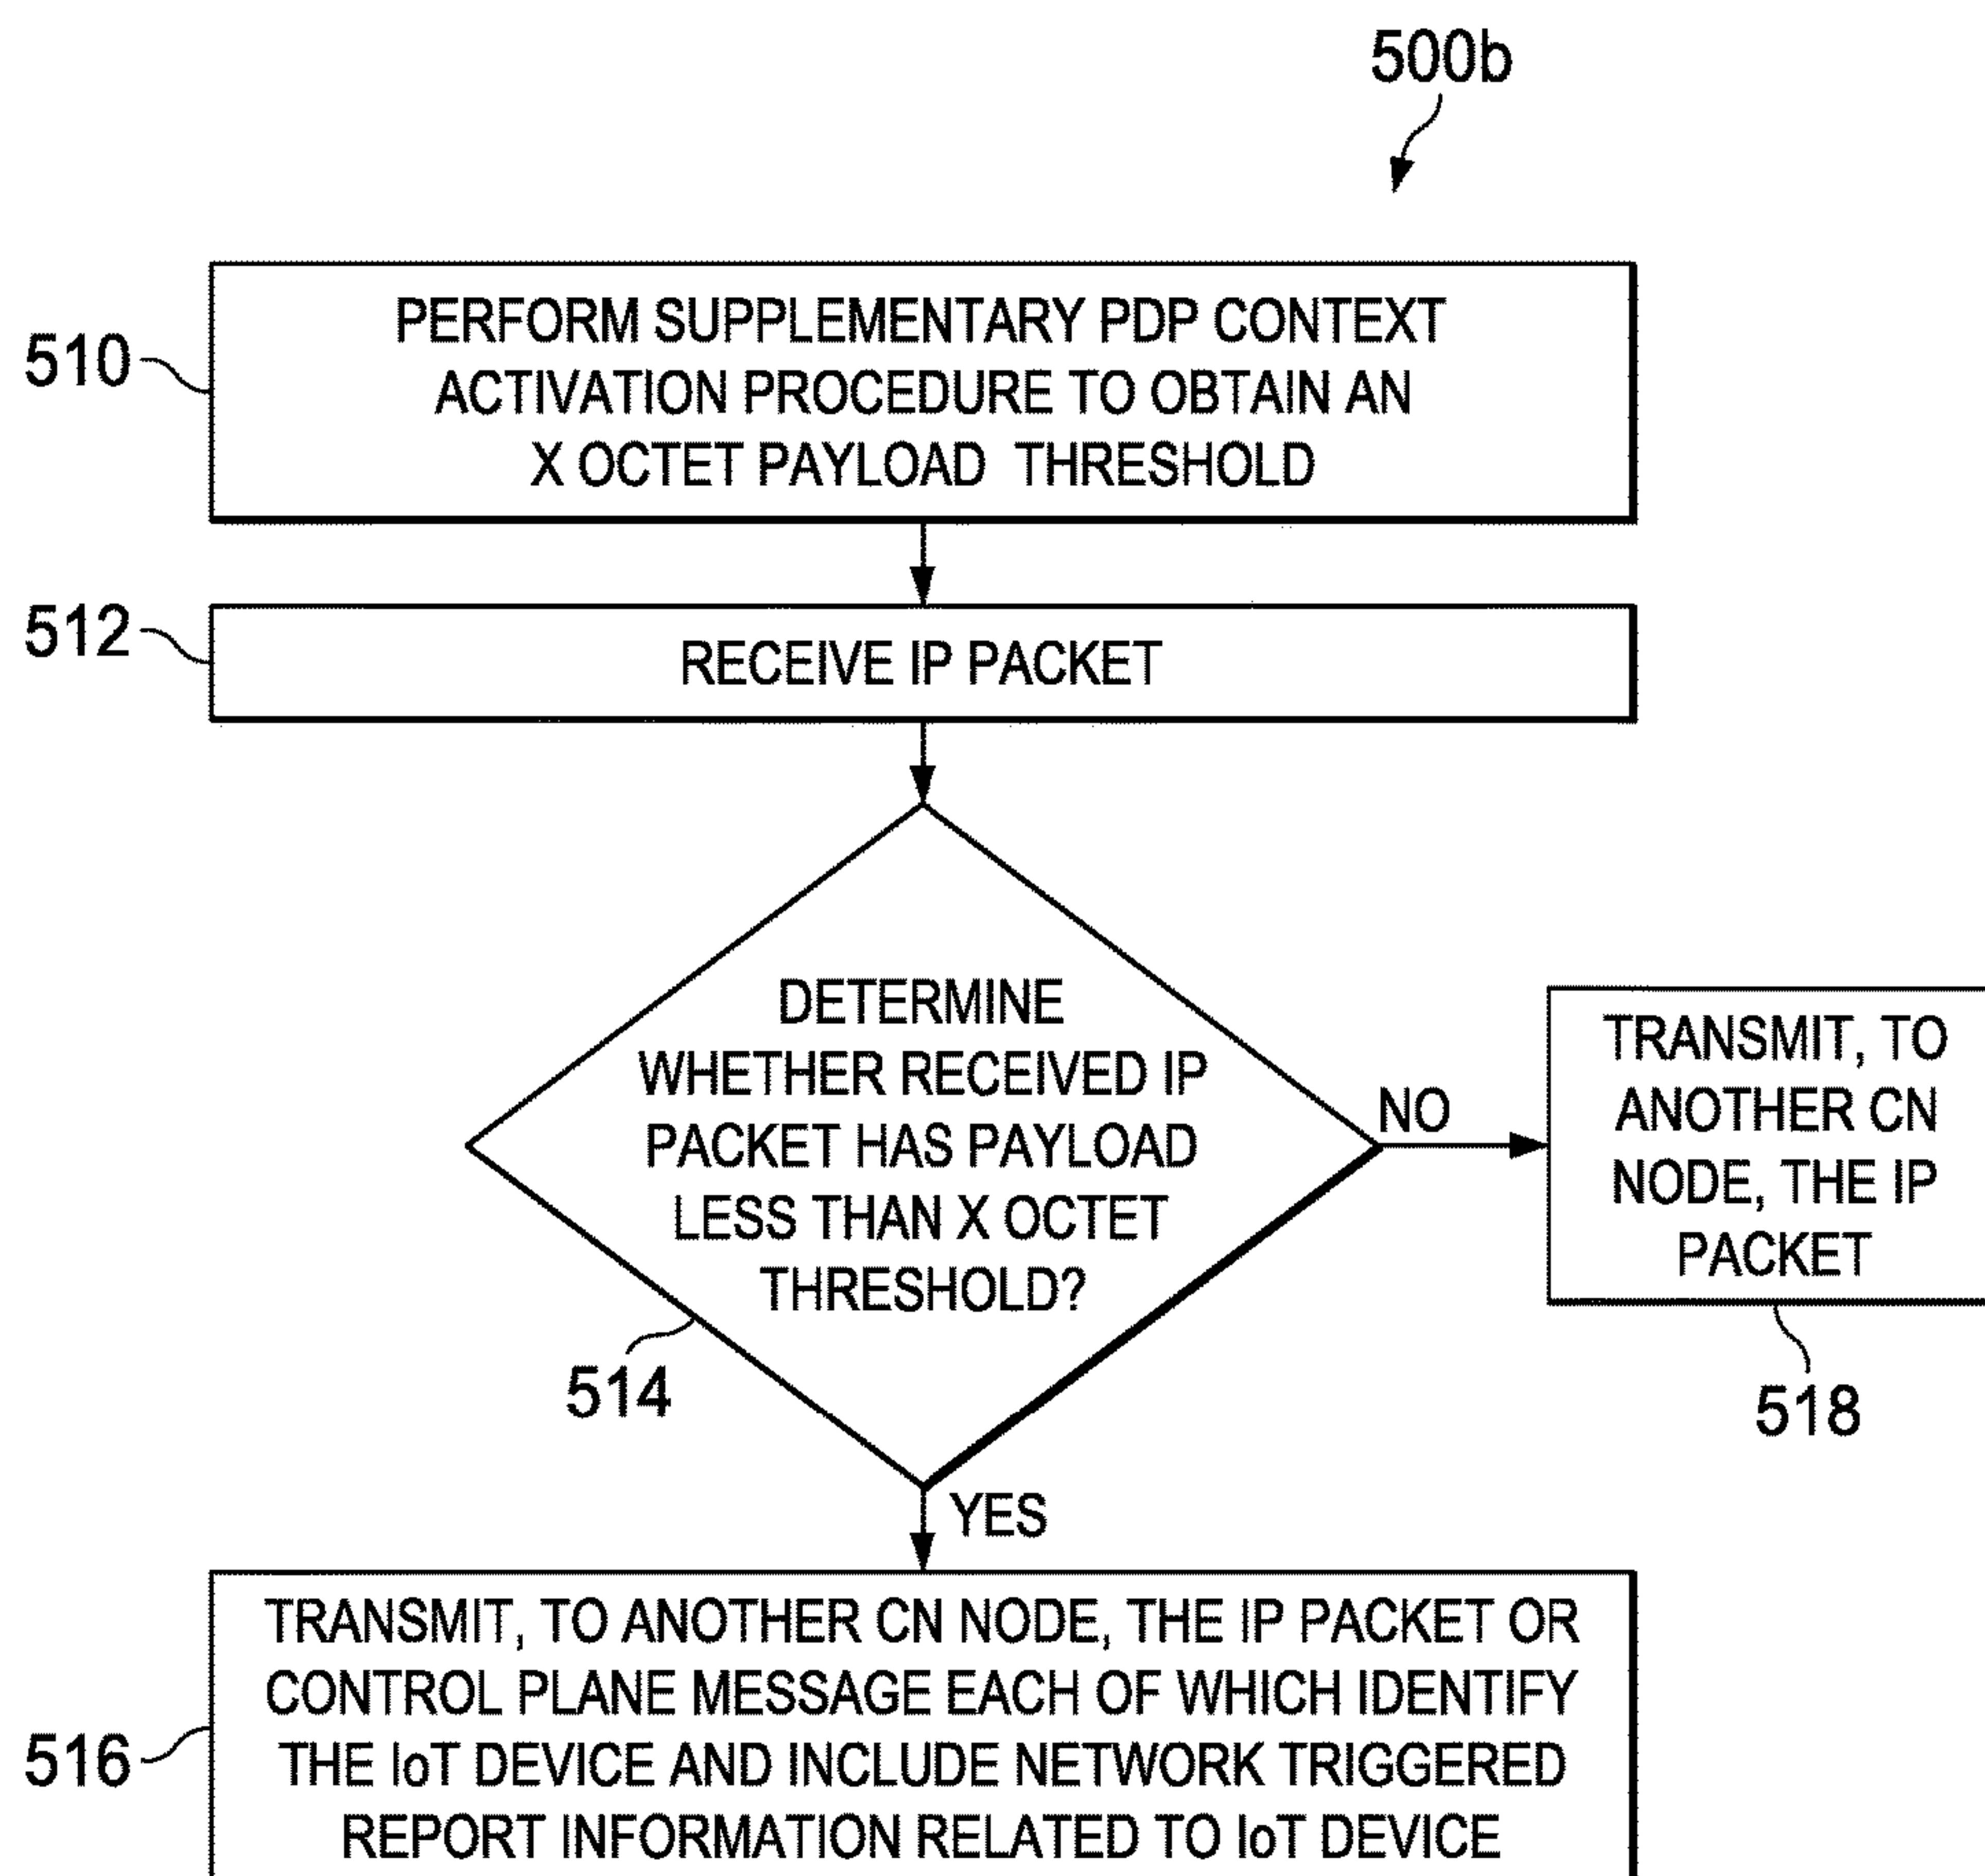 500b
510
PERFORM SUPPLEMENTARY PDP CONTEXT
ACTIVATION PROCEDURE TO OBTAIN AN
X OCTET PAYLOAD THRESHOLD
512
RECEIVE IP PACKET
DETERMINE
WHETHER RECEIVED IP
PACKET HAS PAYLOAD
LESS THAN X OCTET
THRESHOLD?
514
NO
TRANSMIT, TO
ANOTHER CN
NODE, THE IP
PACKET
518
YES
516
TRANSMIT, TO ANOTHER CN NODE, THE IP PACKET OR
CONTROL PLANE MESSAGE EACH OF WHICH IDENTIFY
THE IoT DEVICE AND INCLUDE NETWORK TRIGGERED
REPORT INFORMATION RELATED TO IoT DEVICE